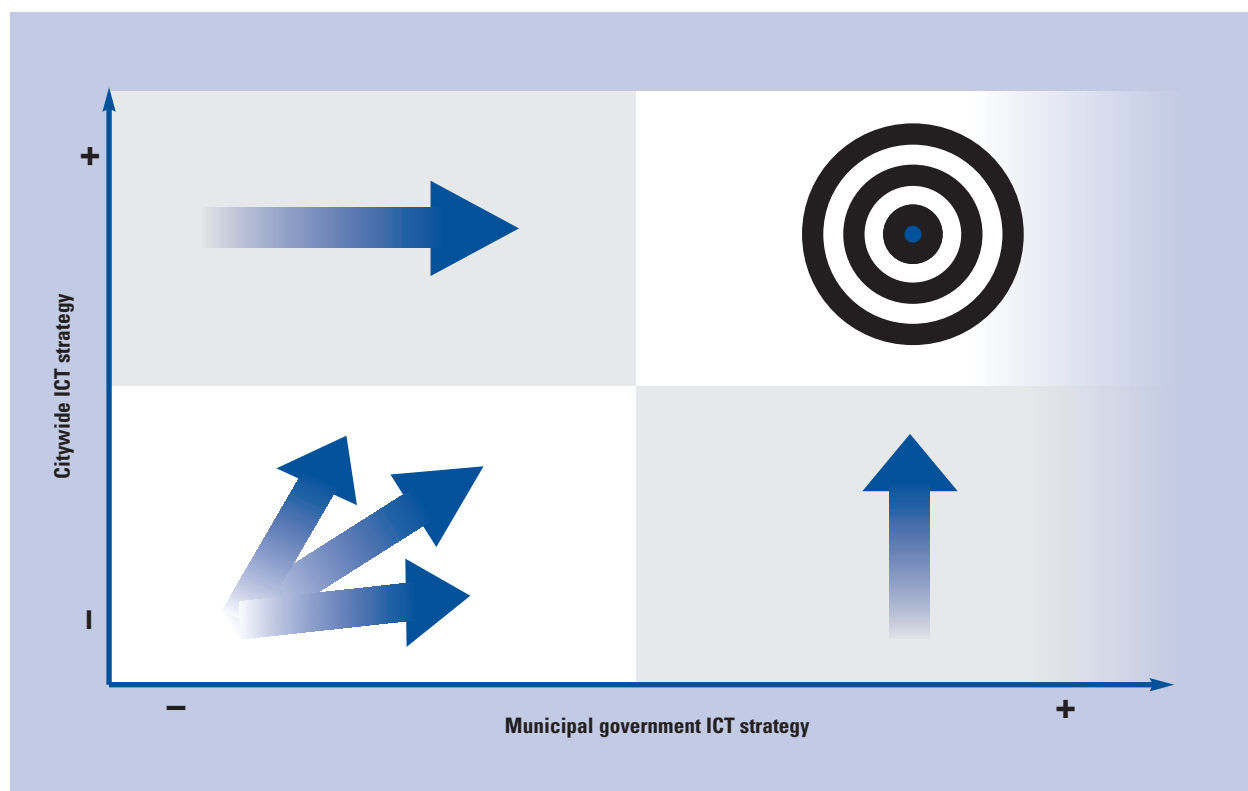 +
Citywide ICT strategy
–
–
+
Municipal government ICT strategy